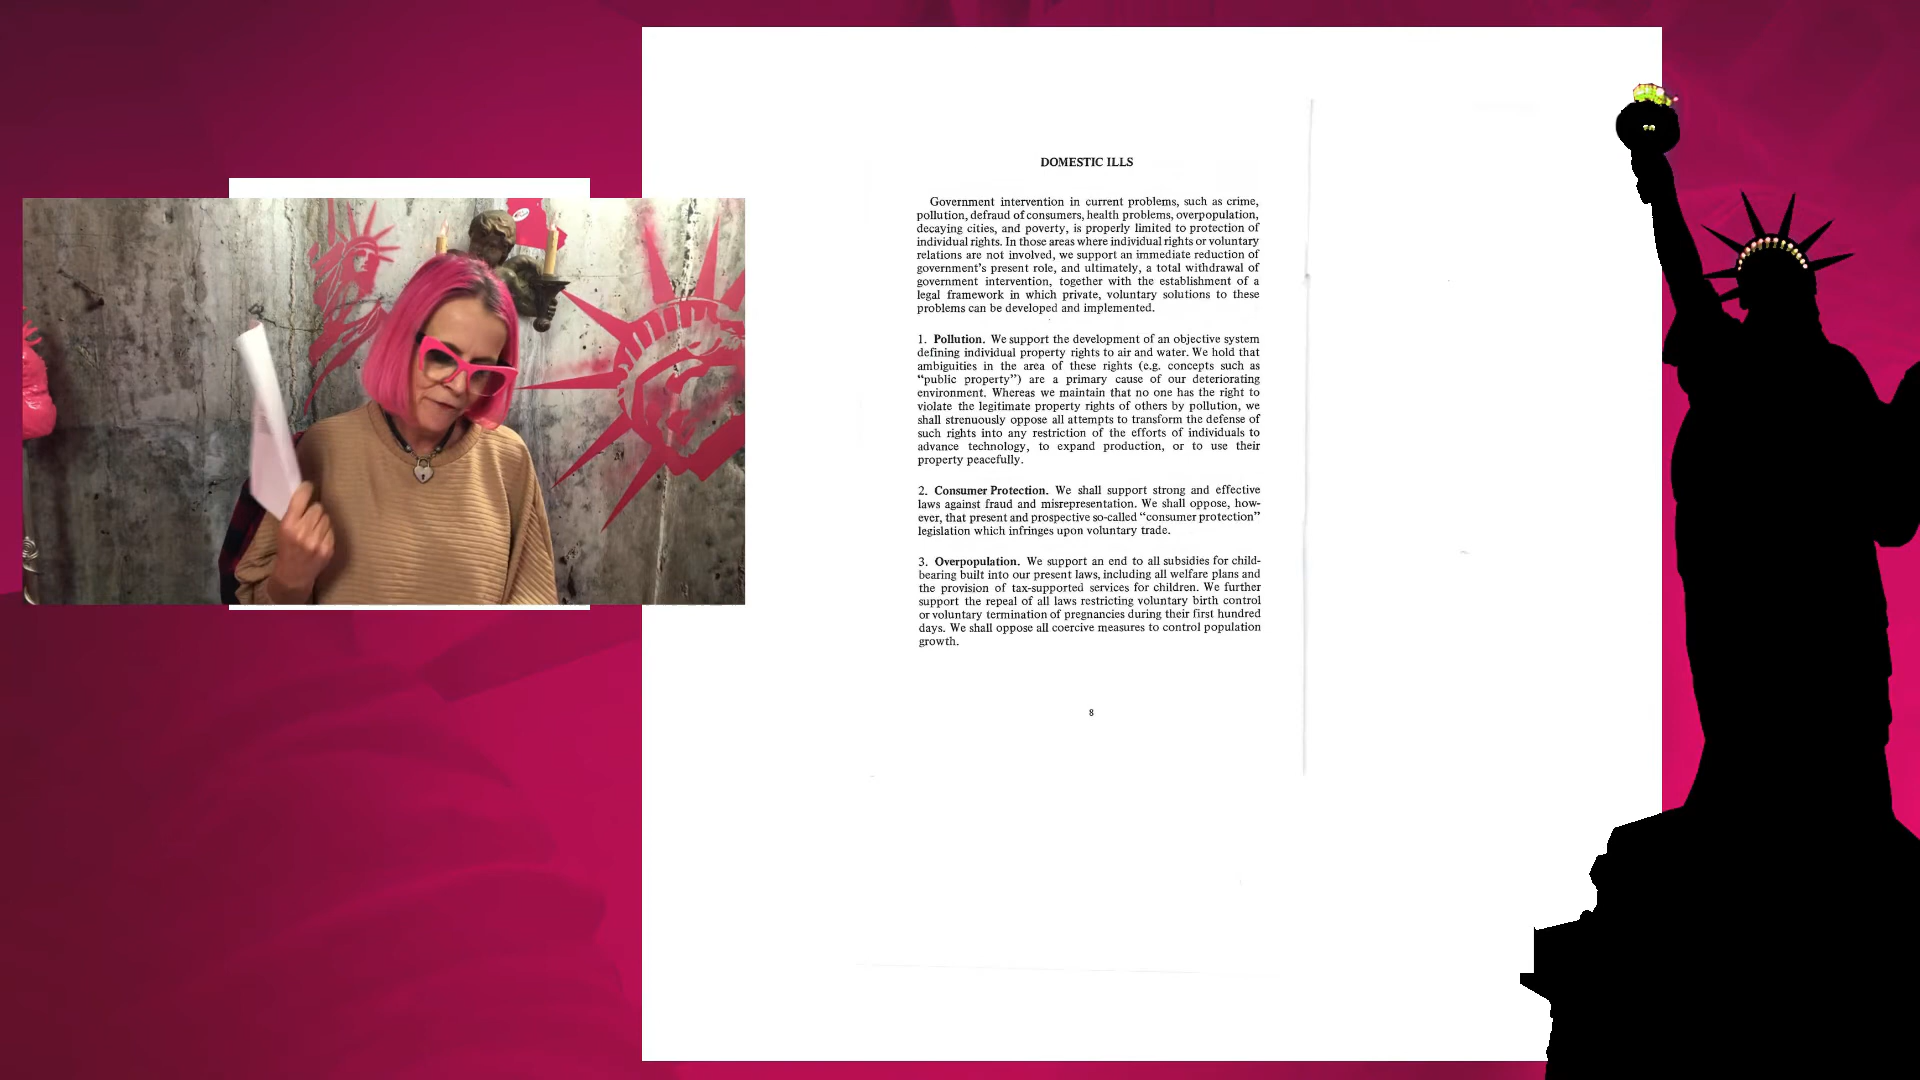 DOMESTIC ILLS
Government intervention in current problems, such as crime,
pollution, defraud of consumers, health problems, overpopulation,
decaying cities, and poverty, is properly limited to protection of
individual rights. In those areas where individual rights or voluntary
relations are not involved, we support an immediate reduction of
government's present role, and ultimately, a total withdrawal of
government intervention, together with the establishment of a
legal framework in which private, voluntary solutions to these
problems can be developed and implemented.
1. Pollution. We support the development of an objective system
defining individual property rights to air and water. We hold that
ambiguities in the area of these rights (e.g. concepts such as
“public property”) are a primary cause of our deteriorating
environment. Whereas we maintain that no one has the right to
violate the legitimate property rights of others by pollution, we
shall strenuously oppose all attempts to transform the defense of
such rights into any restriction of the efforts of individuals to
advance technology, to expand production, or to use their
property peacefully.
2. Consumer Protection. We shall support strong and effective
laws against fraud and misrepresentation. We shall oppose, how-
ever, that present and prospective so-called “consumer protection”
legislation which infringes upon voluntary trade.
3. Overpopulation. We support an end to all subsidies for child-
bearing built into our present laws, including all welfare plans and
the provision of tax-supported services for children. We further
support the repeal of all laws restricting voluntary birth control
or voluntary termination of pregnancies during their first hundred
days. We shall oppose all coercive measures to control population
growth.
8